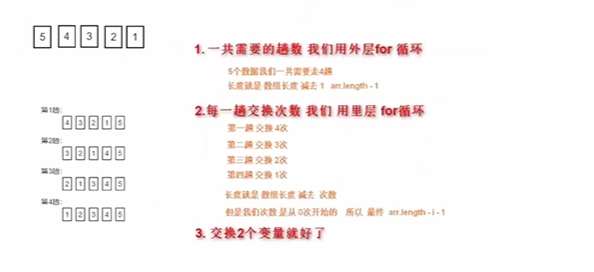 5 4 3 2 1
1. 一共需要的趟数 我们用外层for 循环
5个数据我们一共需要走4趟
长度就是 数组长度 减去 1 arr.length - 1
第1趟:
4 3 2 1 5
第2趟:
3 2 1 4 5
第3趟:
2 1 3 4 5
第4趟:
1 2 3 4 5
2.每一趟交换次数 我们 用里层 for循环
第一趟 交换 4次
第二趟 交换 3次
第三趟 交换 2次
第四趟 交换 1次
长度就是 数组长度 减去 次数
但是我们次数 是从 0次开始的 所以 最终 arr.length - i - 1
3. 交换2个变量就好了